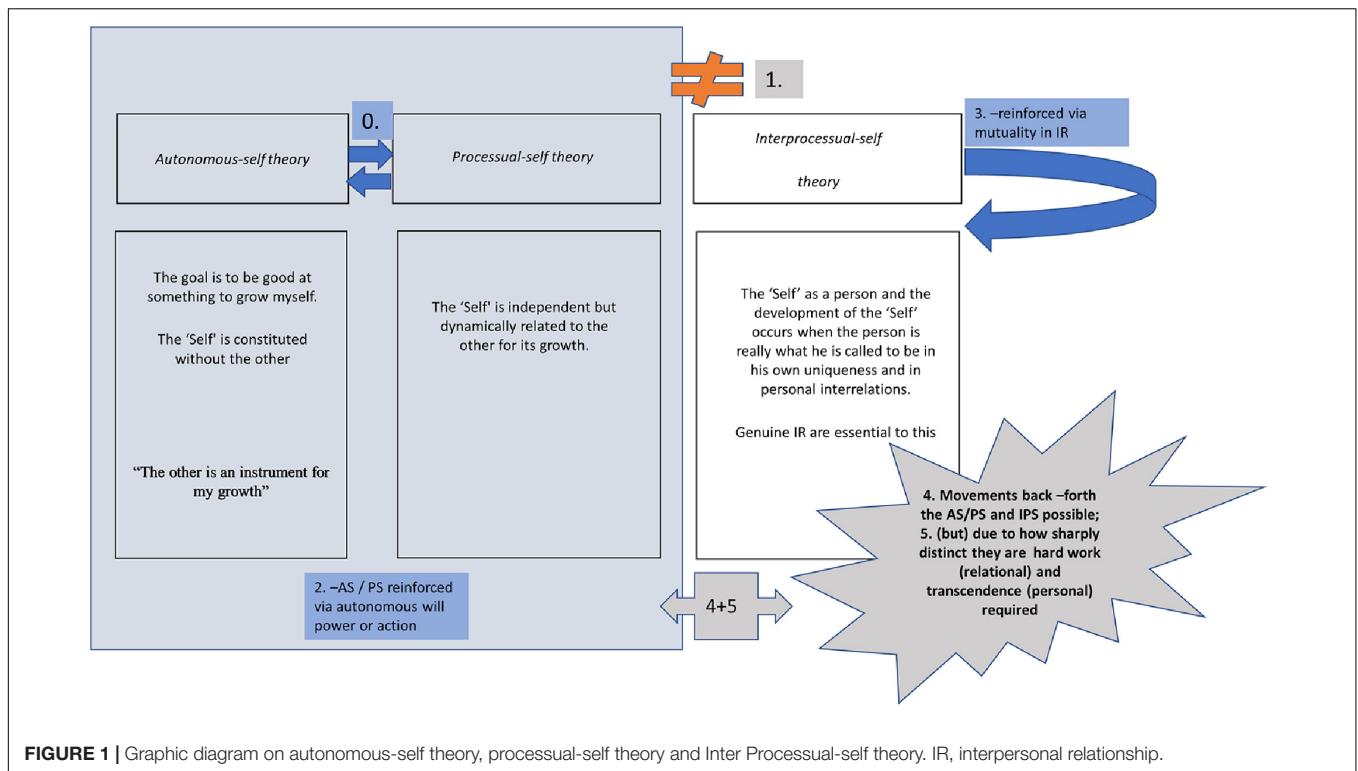 1.
0.
3. –reinforced via
mutuality in IR
Autonomous-self theory
Processual-self theory
Interprocessual-self
theory
The goal is to be good at
something to grow myself.
The 'Self' is constituted
without the other
"The other is an instrument for
my growth"
The 'Self' is independent but
dynamically related to the
other for its growth.
The 'Self' as a person and the
development of the 'Self'
occurs when the person is
really what he is called to be in
his own uniqueness and in
personal interrelations.
Genuine IR are essential to this
4. Movements back –forth
the AS/PS and IPS possible;
5. (but) due to how sharply
distinct they are hard work
(relational) and
transcendence (personal)
required
2. –AS / PS reinforced
via autonomous will
power or action
4+5
FIGURE 1 | Graphic diagram on autonomous-self theory, processual-self theory and Inter Processual-self theory. IR, interpersonal relationship.